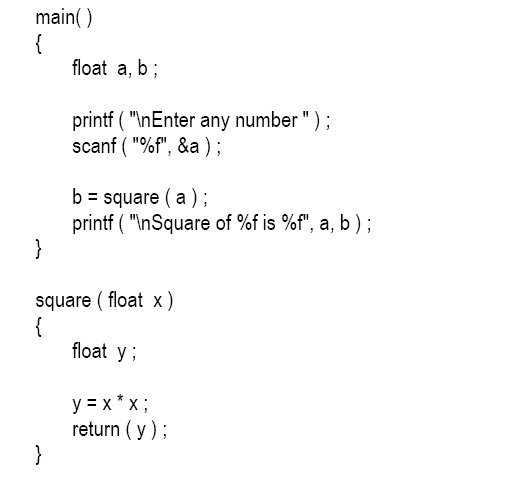 main( )
{
float  a, b ;
printf ( "\nEnter any number " ) ;
scanf ( "%f", &a ) ;
b = square ( a ) ;
printf ( "\nSquare of %f is %f", a, b ) ;
}
square ( float  x )
{
float  y ;
y = x * x ;
return ( y ) ;
}